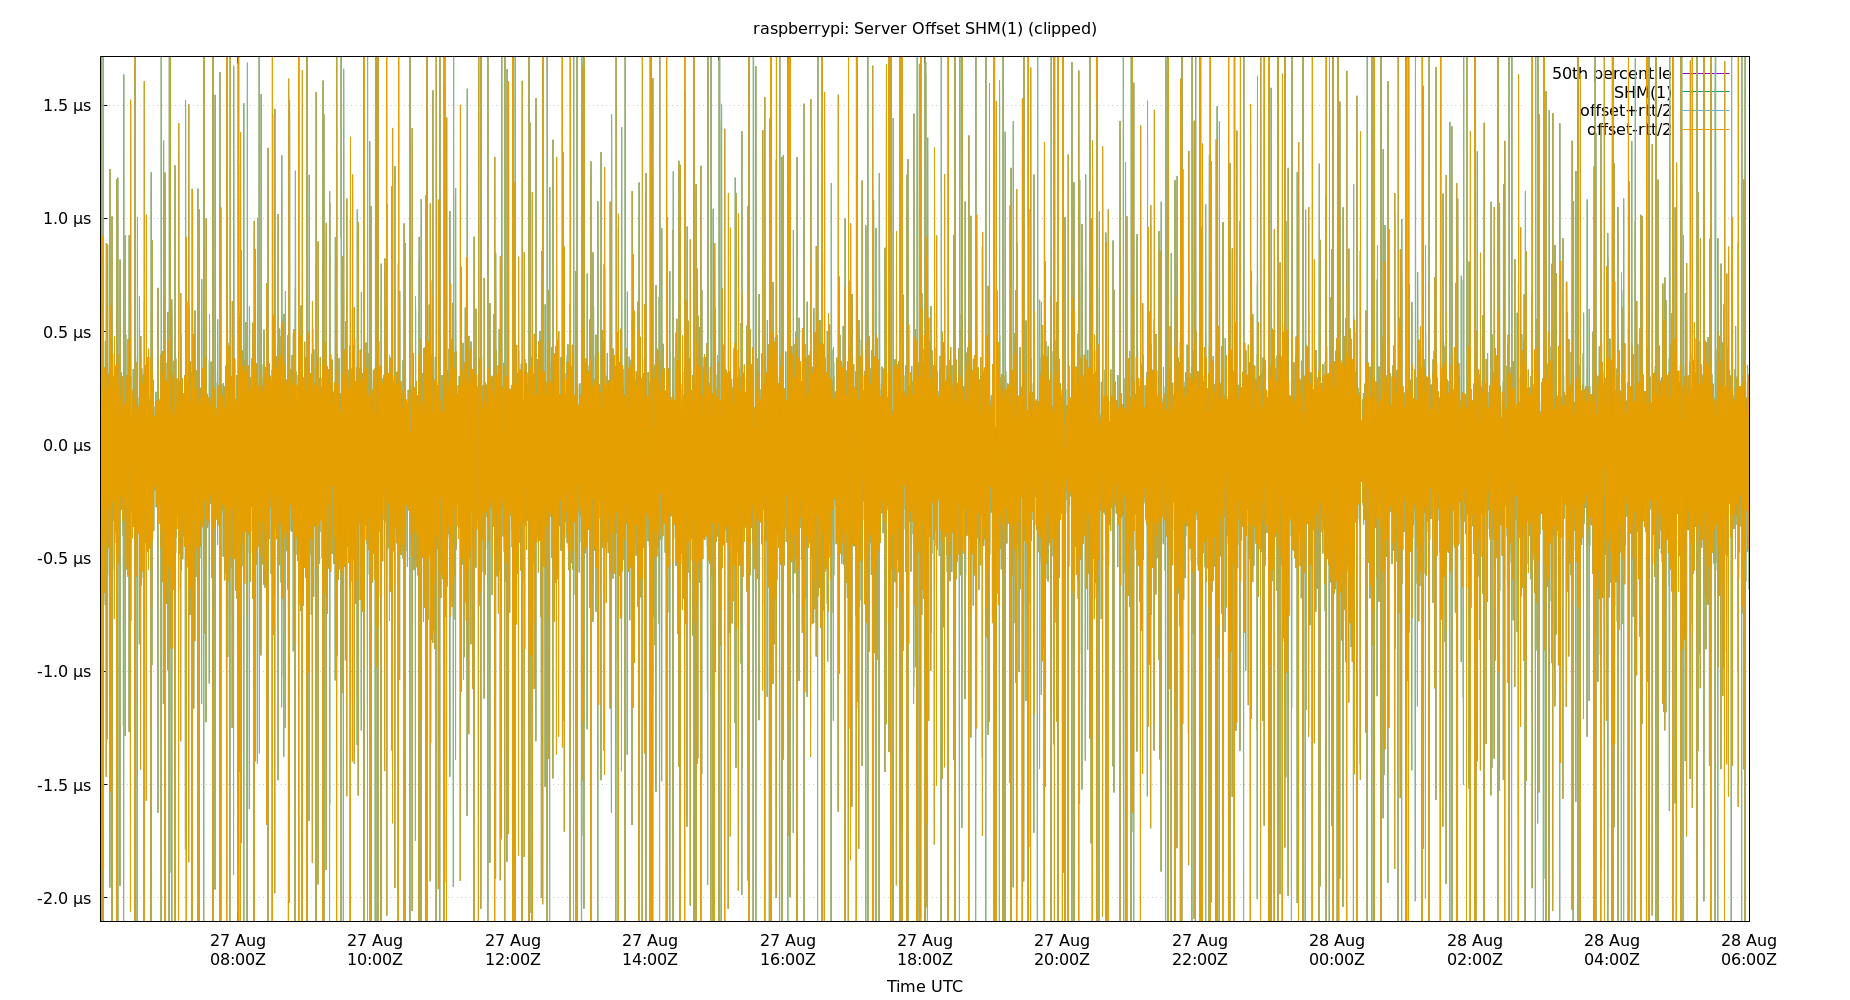 raspberrypi: Server Offset SHM(1) (clipped)
50th percentile
SHM(1)
offset+rtt/2
offset-rtt/2
1.5 µs
1.0 µs
0.5 µs
0.0 µs
-0.5 µs
-1.0 µs
-1.5 µs
-2.0 µs
27 Aug 27 Aug 27 Aug 27 Aug 27 Aug 27 Aug 27 Aug 27 Aug 28 Aug 28 Aug 28 Aug 28 Aug
08:00Z 10:00Z 12:00Z 14:00Z 16:00Z 18:00Z 20:00Z 22:00Z 00:00Z 02:00Z 04:00Z 06:00Z
Time UTC